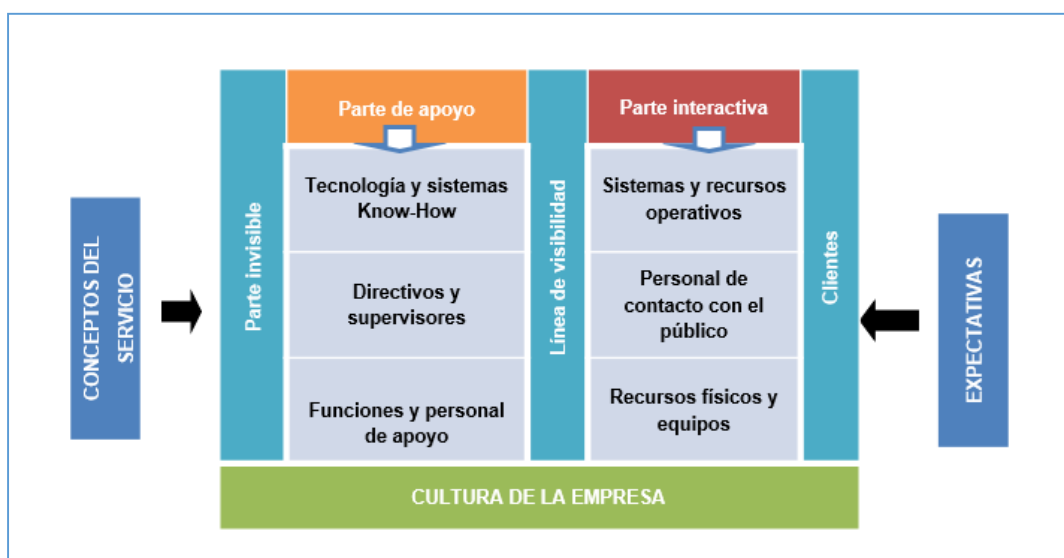 Parte de apoyo
Parte interactiva
CONCEPTOS DEL
SERVICIO
Parte invisible
Tecnología y sistemas
Know-How
Directivos y
supervisores
Funciones y personal
de apoyo
Línea de visibilidad
Sistemas y recursos
operativos
Personal de
contacto con el
público
Recursos físicos y
equipos
Clientes
EXPECTATIVAS
CULTURA DE LA EMPRESA